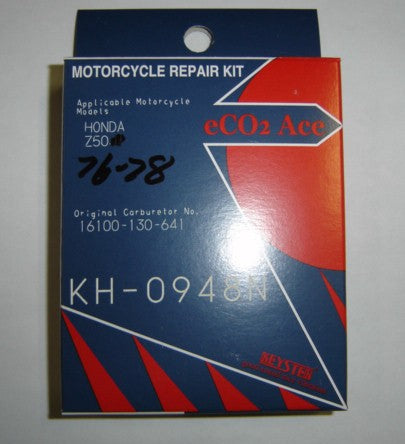 MOTORCYCLE REPAIR KIT
Applicable Motorcycle
Models
eCO2 Ace
HONDA
Z50
76-78
Original Carburetor No.
16100-130-641
KH-0948N
KEYSTER